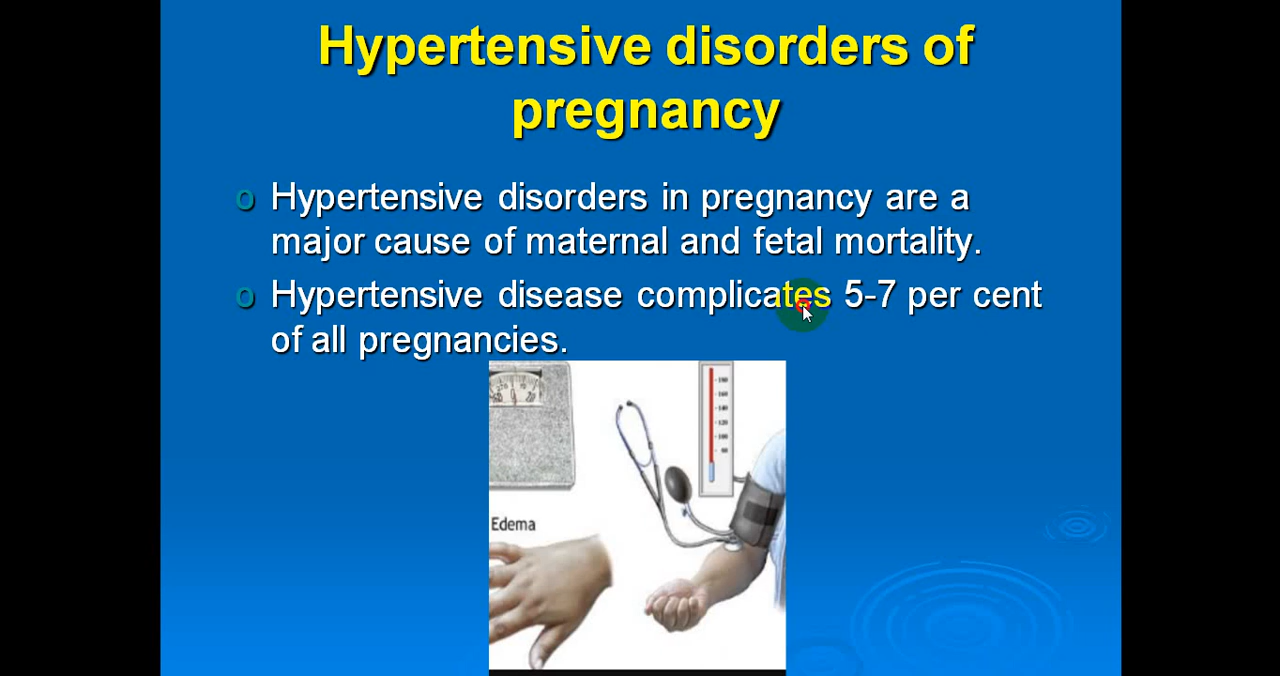 Hypertensive disorders of
pregnancy
o Hypertensive disorders in pregnancy are a
major cause of maternal and fetal mortality.
o Hypertensive disease complicates 5-7 per cent
of all pregnancies.
Edema